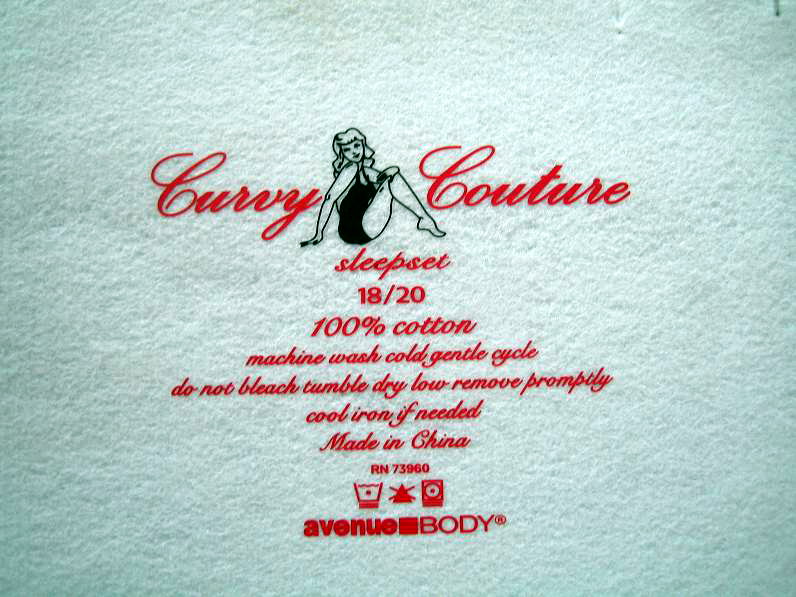 Curvy Couture
sleepset
18/20
100% cotton
machine wash cold gentle cycle
do not bleach tumble dry low remove promptly
cool iron if needed
Made in China
RN 73960
avenue BODY®